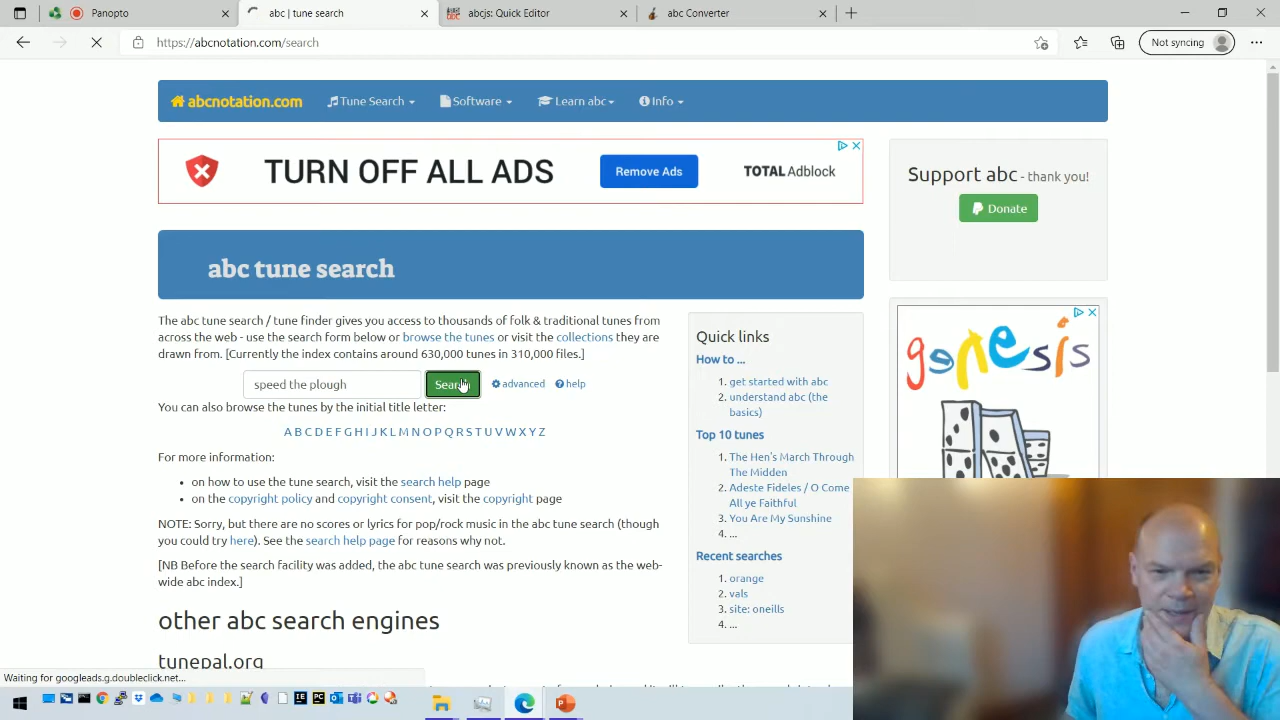 Panopto
abc | tune search
abcjs: Quick Editor
abc Converter
https://abcnotation.com/search
Not syncing
abcnotation.com
Tune Search
Software
Learn abc
Info
TURN OFF ALL ADS
Remove Ads
TOTAL Adblock
Support abc - thank you!
Donate
abc tune search
The abc tune search / tune finder gives you access to thousands of folk & traditional tunes from
across the web - use the search form below or browse the tunes or visit the collections they are
drawn from. [Currently the index contains around 630,000 tunes in 310,000 files.]
speed the plough
Search
advanced
help
You can also browse the tunes by the initial title letter:
A B C D E F G H I J K L M N O P Q R S T U V W X Y Z
For more information:
• on how to use the tune search, visit the search help page
• on the copyright policy and copyright consent, visit the copyright page
NOTE: Sorry, but there are no scores or lyrics for pop/rock music in the abc tune search (though
you could try here). See the search help page for reasons why not.
[NB Before the search facility was added, the abc tune search was previously known as the web-
wide abc index.]
other abc search engines
tunepal.org
Quick links
How to ...
1. get started with abc
2. understand abc (the
basics)
Top 10 tunes
1. The Hen's March Through
The Midden
2. Adeste Fideles / O Come
All ye Faithful
3. You Are My Sunshine
4. ...
Recent searches
1. orange
2. vals
3. site: oneills
4. ...
genesis
Waiting for googleads.g.doubleclick.net...